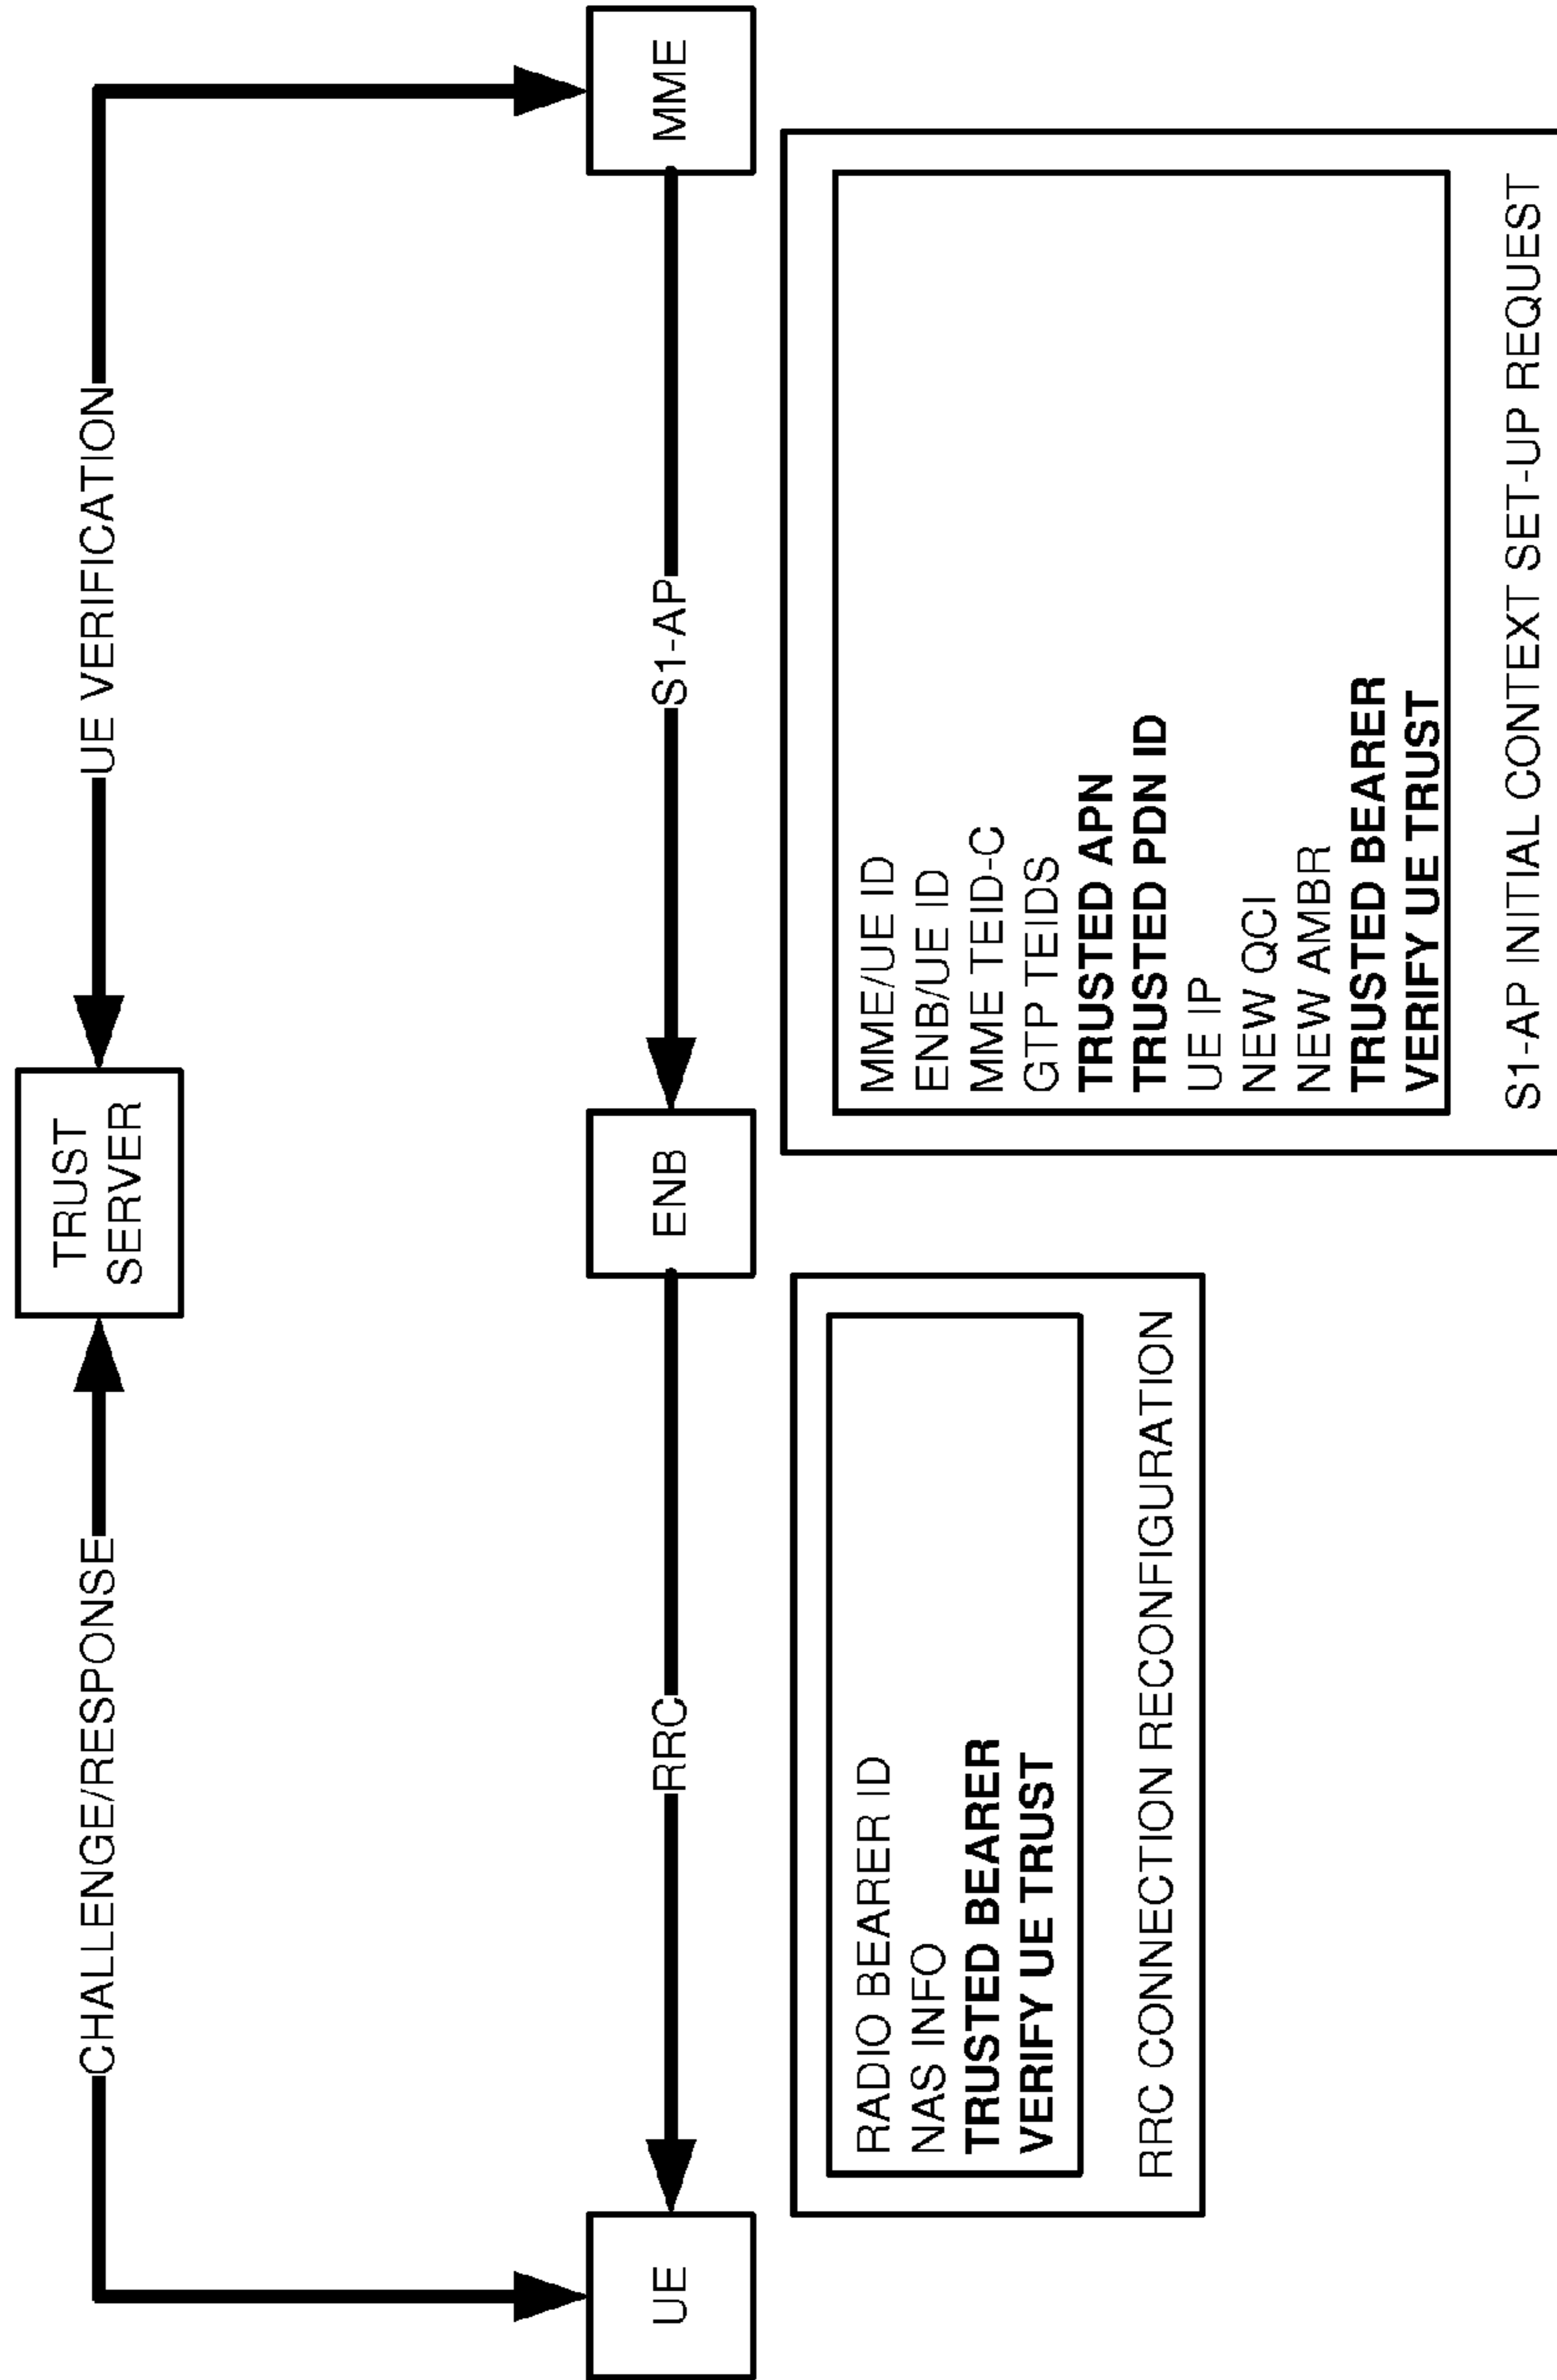 TRUST
SERVER
CHALLENGE/RESPONSE
UE VERIFICATION
UE
RRC
ENB
S1-AP
MME
RADIO BEARER ID
NAS INFO
TRUSTED BEARER
VERIFY UE TRUST
RRC CONNECTION RECONFIGURATION
MME/UE ID
ENB/UE ID
MME TEID-C
GTP TEIDS
TRUSTED APN
TRUSTED PDN ID
UE IP
NEW QCI
NEW AMBR
TRUSTED BEARER
VERIFY UE TRUST
S1-AP INITIAL CONTEXT SET-UP REQUEST